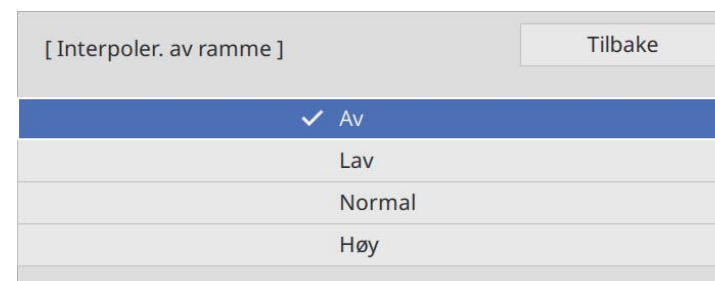 [ Interpoler. av ramme ]
Tilbake
Av
Lav
Normal
Høy